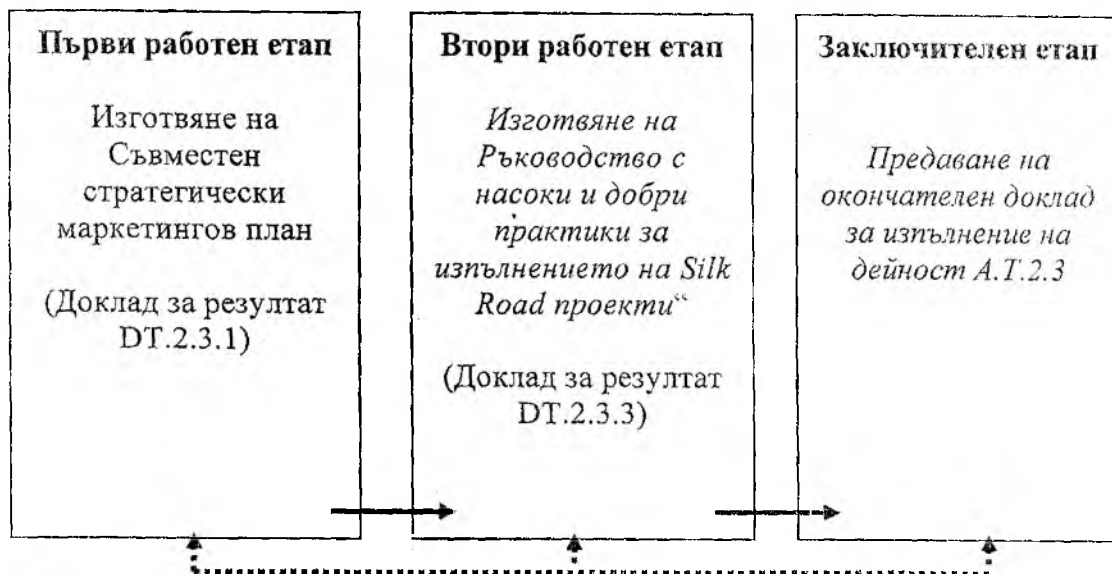 Първи работен етап
Изготвяне на
Съвместен
стратегически
маркетингов план
(Доклад за резултат
DT.2.3.1)
Втори работен етап
Изготвяне на
Ръководство с
насоки и добри
практики за
изпълнението на Silk
Road проекти“
(Доклад за резултат
DT.2.3.3)
Заключителен етап
Предаване на
окончателен доклад
за изпълнение на
дейност А.Т.2.3